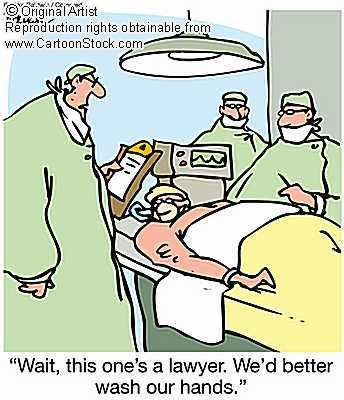 © Original Artist
Reproduction rights obtainable from
www.CartoonStock.com
"Wait, this one's a lawyer. We'd better
wash our hands."